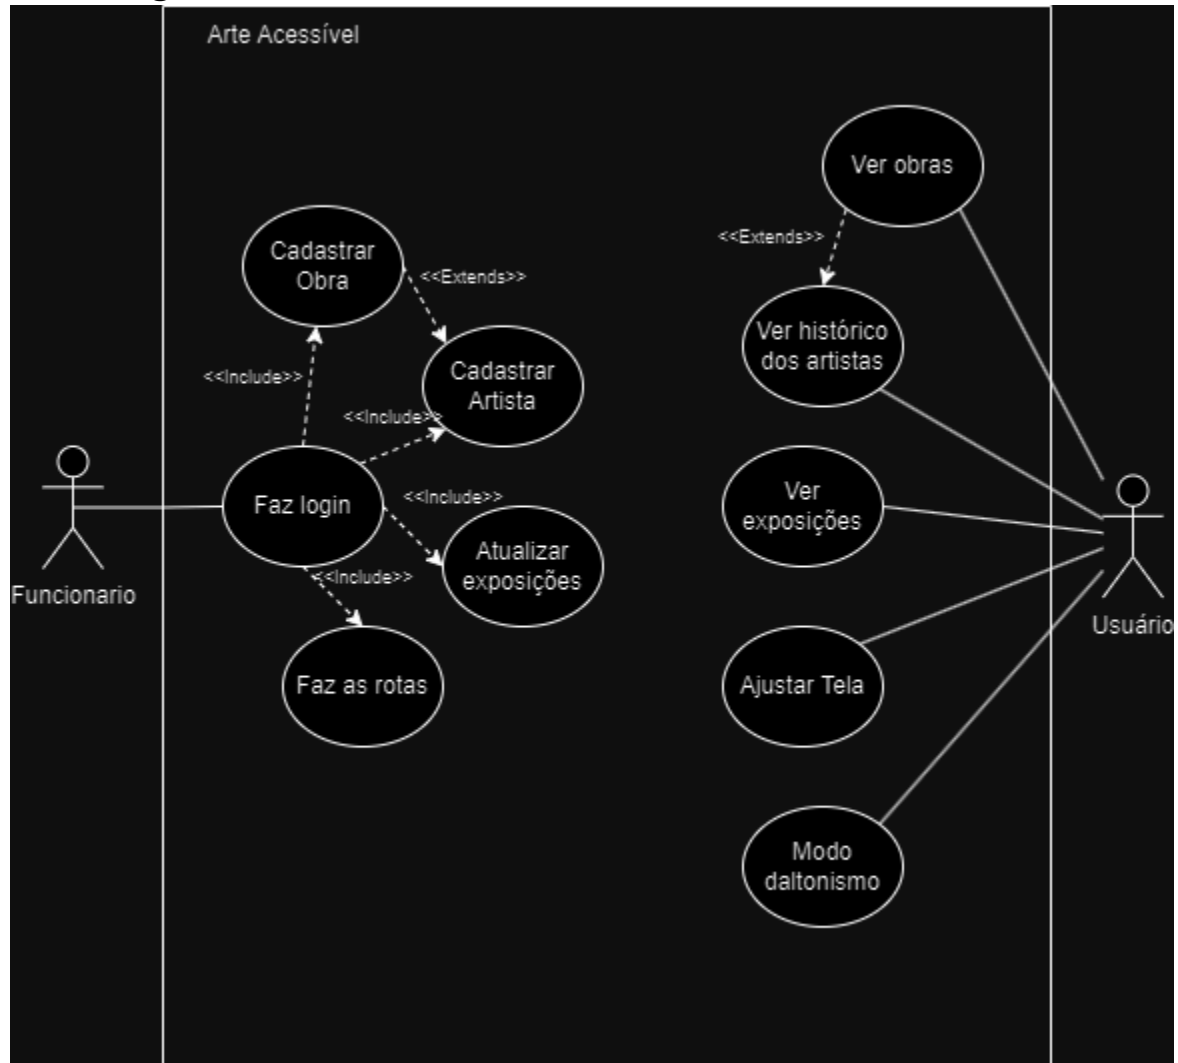 Arte Acessível
Ver obras
<<Extends>>
Cadastrar
Obra
<<Extends>>
Ver histórico
dos artistas
<<Include>>
Cadastrar
Artista
<<Include>>
Faz login
<<Include>>
Ver
exposições
Atualizar
exposições
<<Include>>
Funcionario
Usuário
Faz as rotas
Ajustar Tela
Modo
daltonismo